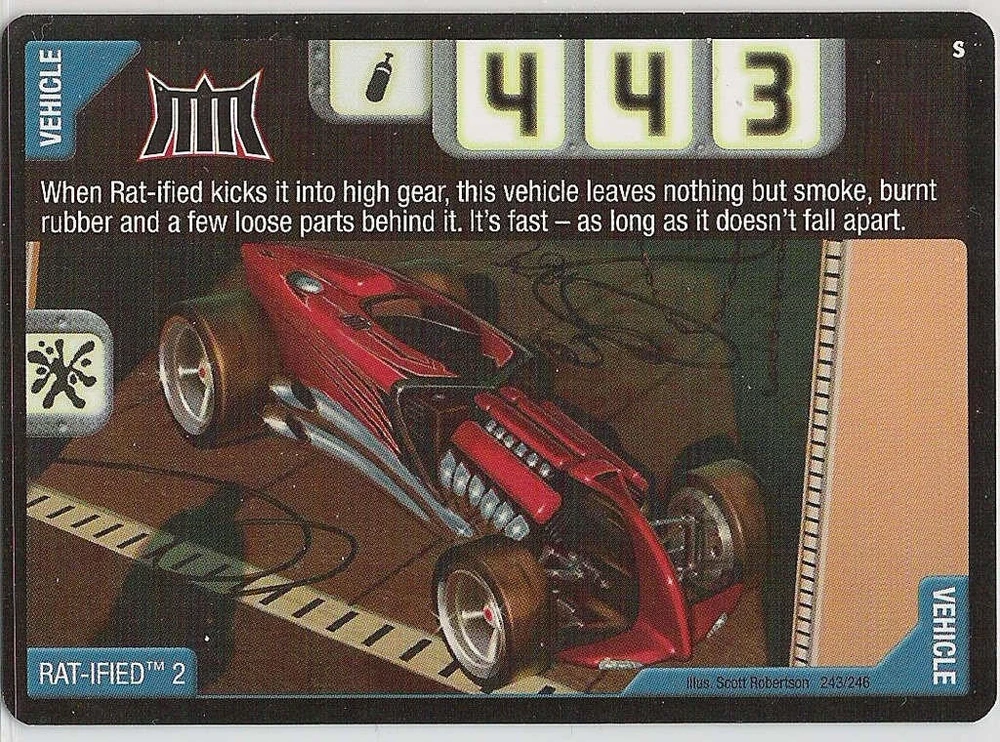 VEHICLE
4 4 3
S
When Rat-ified kicks it into high gear, this vehicle leaves nothing but smoke, burnt
rubber and a few loose parts behind it. It's fast – as long as it doesn't fall apart.
VEHICLE
RAT-IFIED™ 2
Illus. Scott Robertson 243/246